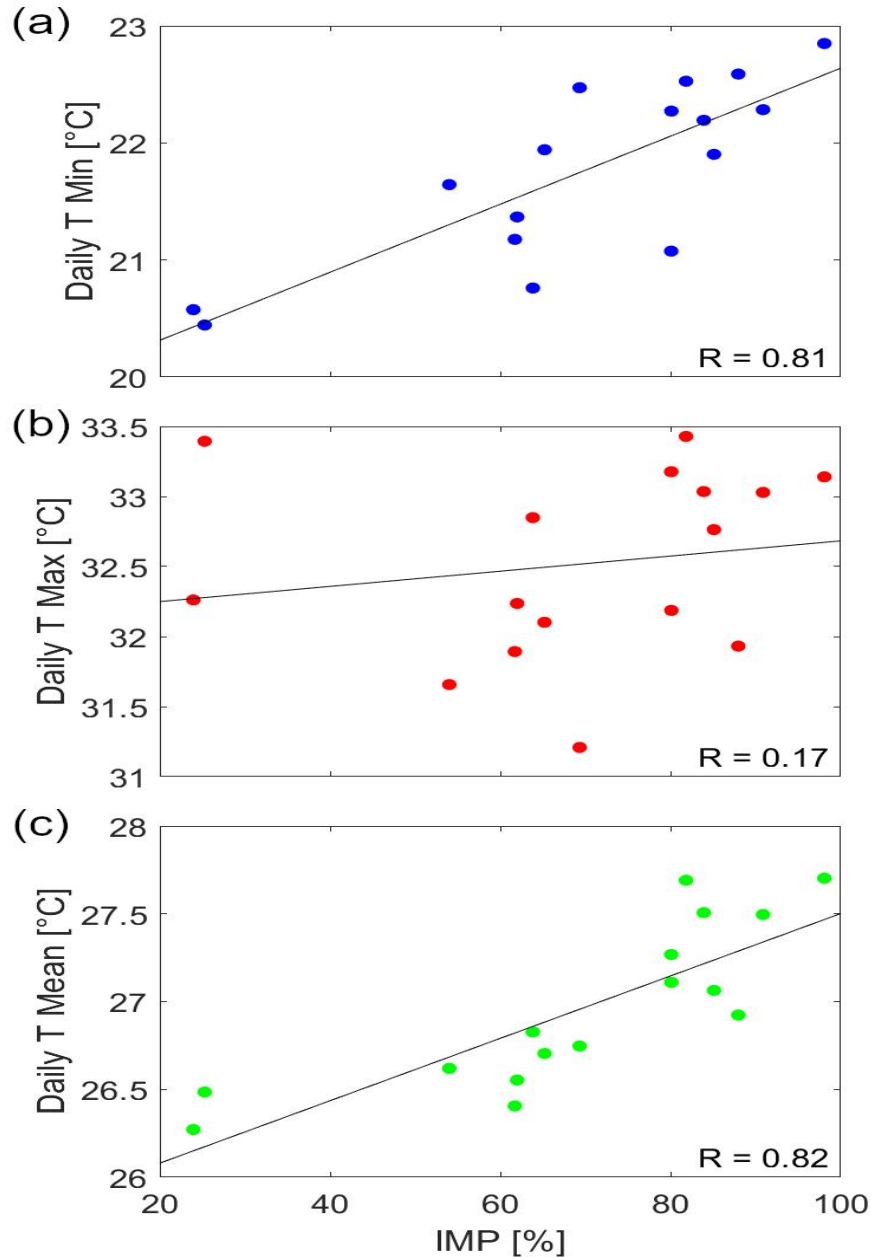 (a)
23
22
21
20
Daily T Min [°C]
R = 0.81
(b)
33.5
33
32.5
32
31.5
31
Daily T Max [°C]
R = 0.17
(c)
28
27.5
27
26.5
26
Daily T Mean [°C]
R = 0.82
20 40 60 80 100
IMP [%]